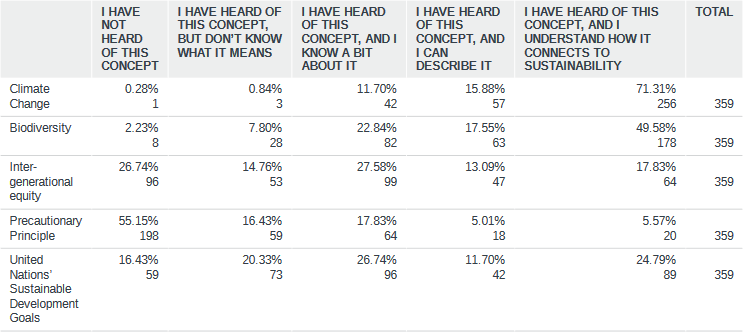 I HAVE NOT HEARD OF THIS CONCEPT | I HAVE HEARD OF THIS CONCEPT, BUT DON'T KNOW WHAT IT MEANS | I HAVE HEARD OF THIS CONCEPT, AND I KNOW A BIT ABOUT IT | I HAVE HEARD OF THIS CONCEPT, AND I CAN DESCRIBE IT | I HAVE HEARD OF THIS CONCEPT, AND I UNDERSTAND HOW IT CONNECTS TO SUSTAINABILITY | TOTAL
Climate 0.28% 0.84% 11.70% 15.88% 71.31%
Change 1 3 42 57 256 359
Biodiversity 2.23% 7.80% 22.84% 17.55% 49.58%
8 28 82 63 178 359
Inter- 26.74% 14.76% 27.58% 13.09% 17.83%
generational 96 53 99 47 64 359
equity
Precautionary 55.15% 16.43% 17.83% 5.01% 5.57%
Principle 198 59 64 18 20 359
United 16.43% 20.33% 26.74% 11.70% 24.79%
Nations' 59 73 96 42 89 359
Sustainable
Development
Goals